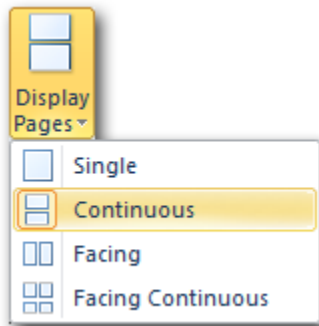 Display
Pages
Single
Continuous
Facing
Facing Continuous